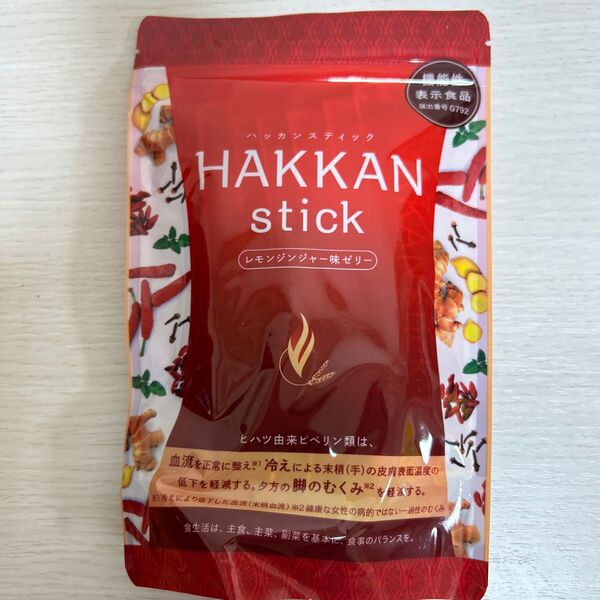 機能性
表示食品
届出番号 G792
ハッカンスティック
HAKKAN
stick
レモンジンジャー味ゼリー
ヒハツ由来ピペリン類は、
血流を正常に整え※1冷えによる末梢(手)の皮膚表面温度の
低下を軽減する。夕方の脚のむくみ※2を軽減する。
※1冷えにより低下した血流(末梢血流) ※2健康な女性の病的ではない一過性のむくみ
食生活は、主食、主菜、副菜を基本に、食事のバランスを。